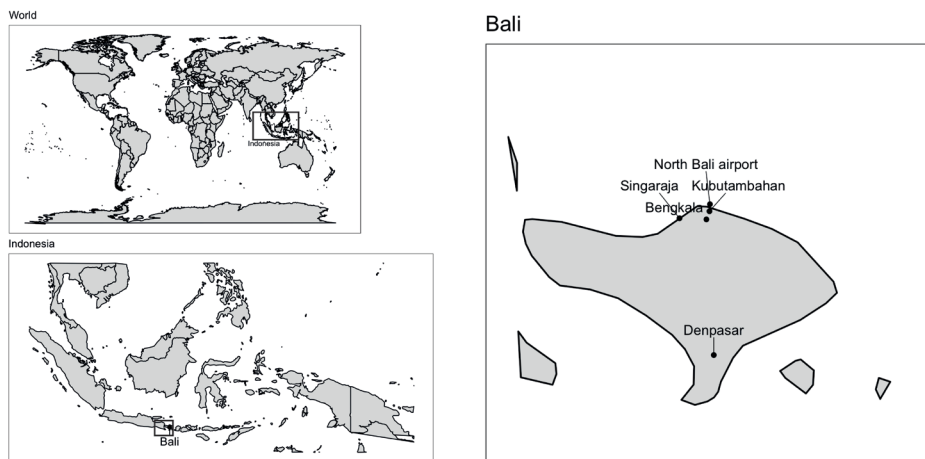 World
Indonesia
Indonesia
Bali
Bali
North Bali airport
Singaraja
Kubutambahan
Bengkala
Denpasar